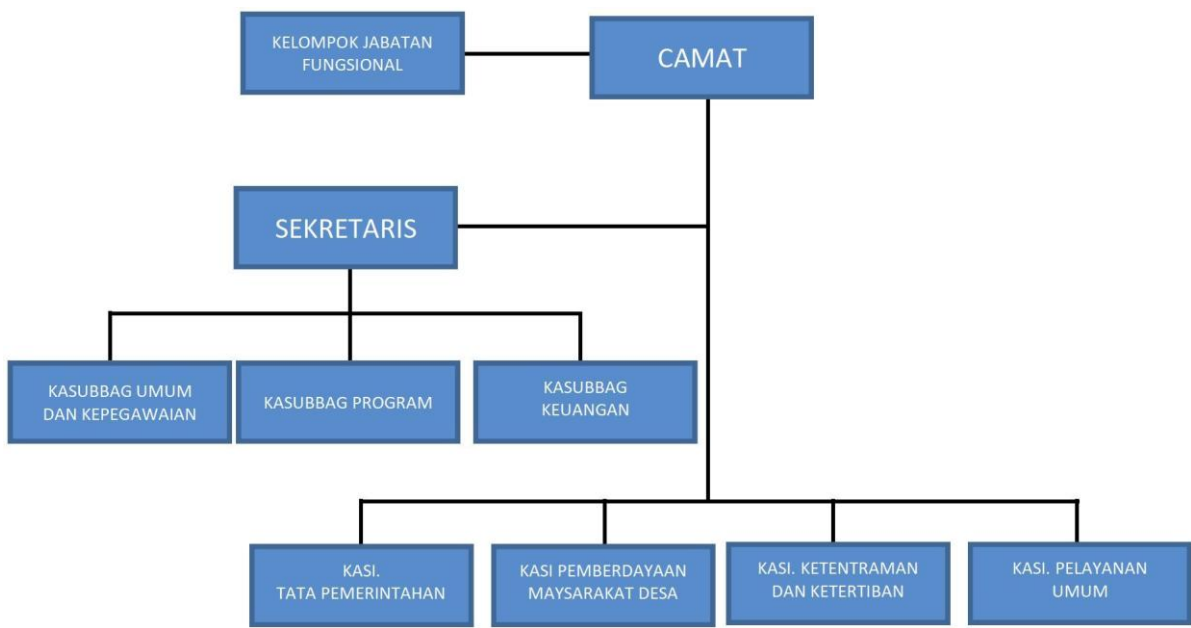 KELOMPOK JABATAN
FUNGSIONAL
CAMAT
SEKRETARIS
KASUBBAG UMUM
DAN KEPEGAWAIAN
KASUBBAG PROGRAM
KASUBBAG
KEUANGAN
KASI.
TATA PEMERINTAHAN
KASI PEMBERDAYAAN
MAYSARAKAT DESA
KASI. KETENTRAMAN
DAN KETERTIBAN
KASI. PELAYANAN
UMUM